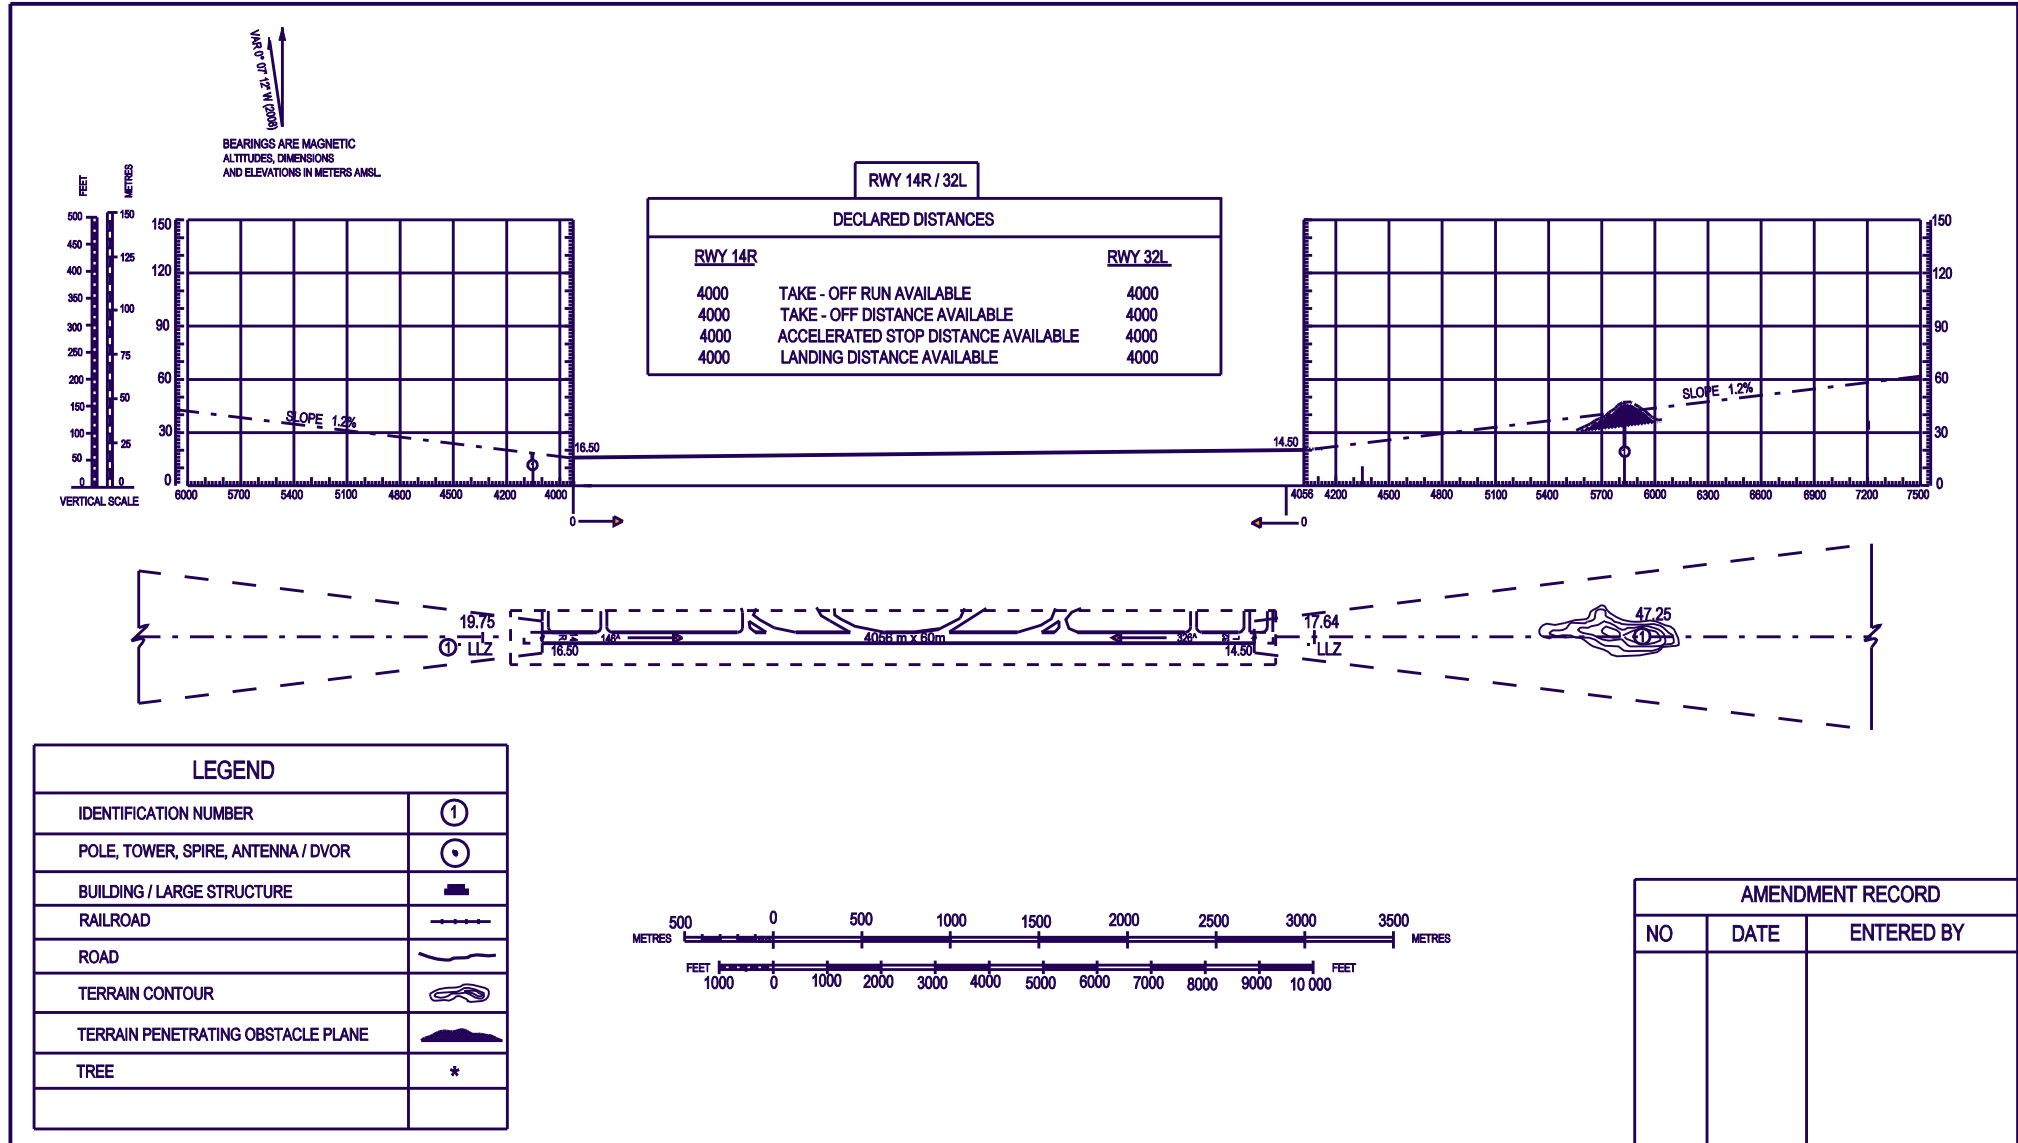 VAR 0° 07' 12" W (2008)
BEARINGS ARE MAGNETIC
ALTITUDES, DIMENSIONS
AND ELEVATIONS IN METERS AMSL.
FEET
METRES
500
450
400
350
300
250
200
150
100
50
0
150
125
100
75
50
25
0
VERTICAL SCALE
150
120
90
60
30
0
SLOPE 1.2%
6000 5700 5400 5100 4800 4500 4200 4000
1
16.50
0
RWY 14R / 32L
DECLARED DISTANCES
RWY 14R RWY 32L
4000 TAKE - OFF RUN AVAILABLE 4000
4000 TAKE - OFF DISTANCE AVAILABLE 4000
4000 ACCELERATED STOP DISTANCE AVAILABLE 4000
4000 LANDING DISTANCE AVAILABLE 4000
14.50
0
SLOPE 1.2%
1
150
120
90
60
30
0
4056 4200 4500 4800 5100 5400 5700 6000 6300 6600 6900 7200 7500
19.75
1 LLZ
16.50
14
R
146°
4056 m x 60m
326°
32
L
14.50
17.64
LLZ
47.25
1
LEGEND
IDENTIFICATION NUMBER 1
POLE, TOWER, SPIRE, ANTENNA / DVOR
BUILDING / LARGE STRUCTURE
RAILROAD
ROAD
TERRAIN CONTOUR
TERRAIN PENETRATING OBSTACLE PLANE
TREE *
500 0 500 1000 1500 2000 2500 3000 3500
METRES METRES
FEET FEET
1000 0 1000 2000 3000 4000 5000 6000 7000 8000 9000 10 000
AMENDMENT RECORD
NO DATE ENTERED BY